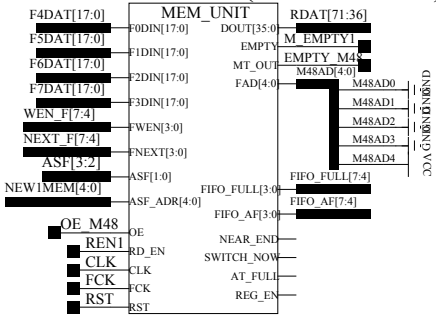 MEM_UNIT
F4DAT[17:0]
F0DIN[17:0]
F5DAT[17:0]
F1DIN[17:0]
F6DAT[17:0]
F2DIN[17:0]
F7DAT[17:0]
F3DIN[17:0]
WEN_F[7:4]
FWEN[3:0]
NEXT_F[7:4]
FNEXT[3:0]
ASF[3:2]
ASF[1:0]
NEW1MEM[4:0]
ASF_ADR[4:0]
OE_M48
OE
REN1
RD_EN
CLK
CLK
FCK
FCK
RST
RST
DOUT[35:0]
RDAT[71:36]
EMPTY
M_EMPTY1
MT_OUT
EMPTY_M48
FAD[4:0]
M48AD[4:0]
M48AD0
M48AD1
M48AD2
M48AD3
M48AD4
GND
GND
VCC
FIFO_FULL[3:0]
FIFO_FULL[7:4]
FIFO_AF[3:0]
FIFO_AF[7:4]
NEAR_END
SWITCH_NOW
AT_FULL
REG_EN